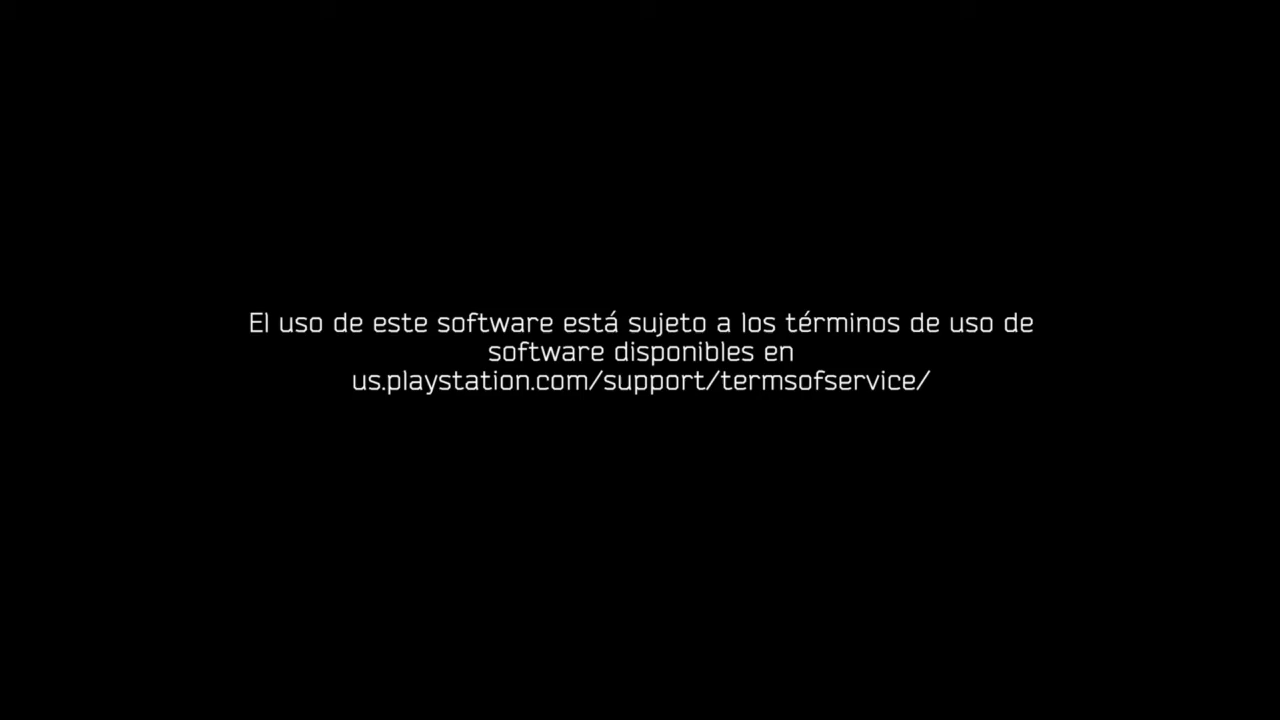 El uso de este software está sujeto a los términos de uso de
software disponibles en
us.playstation.com/support/termsofservice/